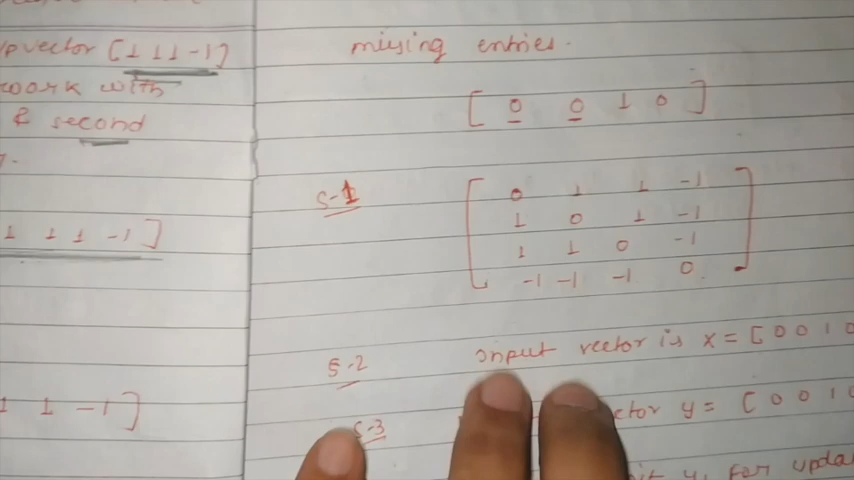 vector [1 1 1 -1]
work with
& second
1 1 1 -1]
1 1 -1]
missing entries.
[ 0 0 1 0 ]
S-1
0 1 1 -1
1 0 1 -1
1 1 0 -1
-1 -1 -1 0
S-2 input vector is x = [0 0 1 0
S-3 ctor y = [0 0 1 0
for upda